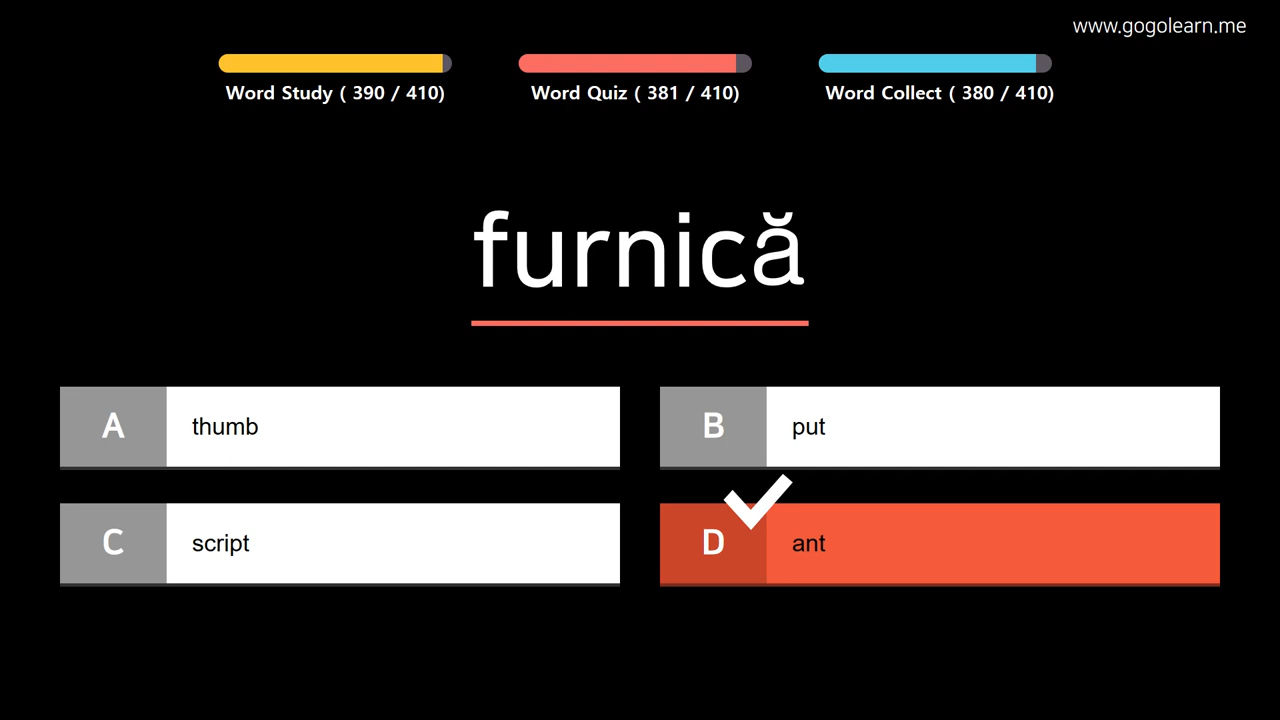 www.gogolearn.me
Word Study ( 390 / 410)
Word Quiz ( 381 / 410)
Word Collect ( 380 / 410)
furnică
A thumb
B put
C script
D ant